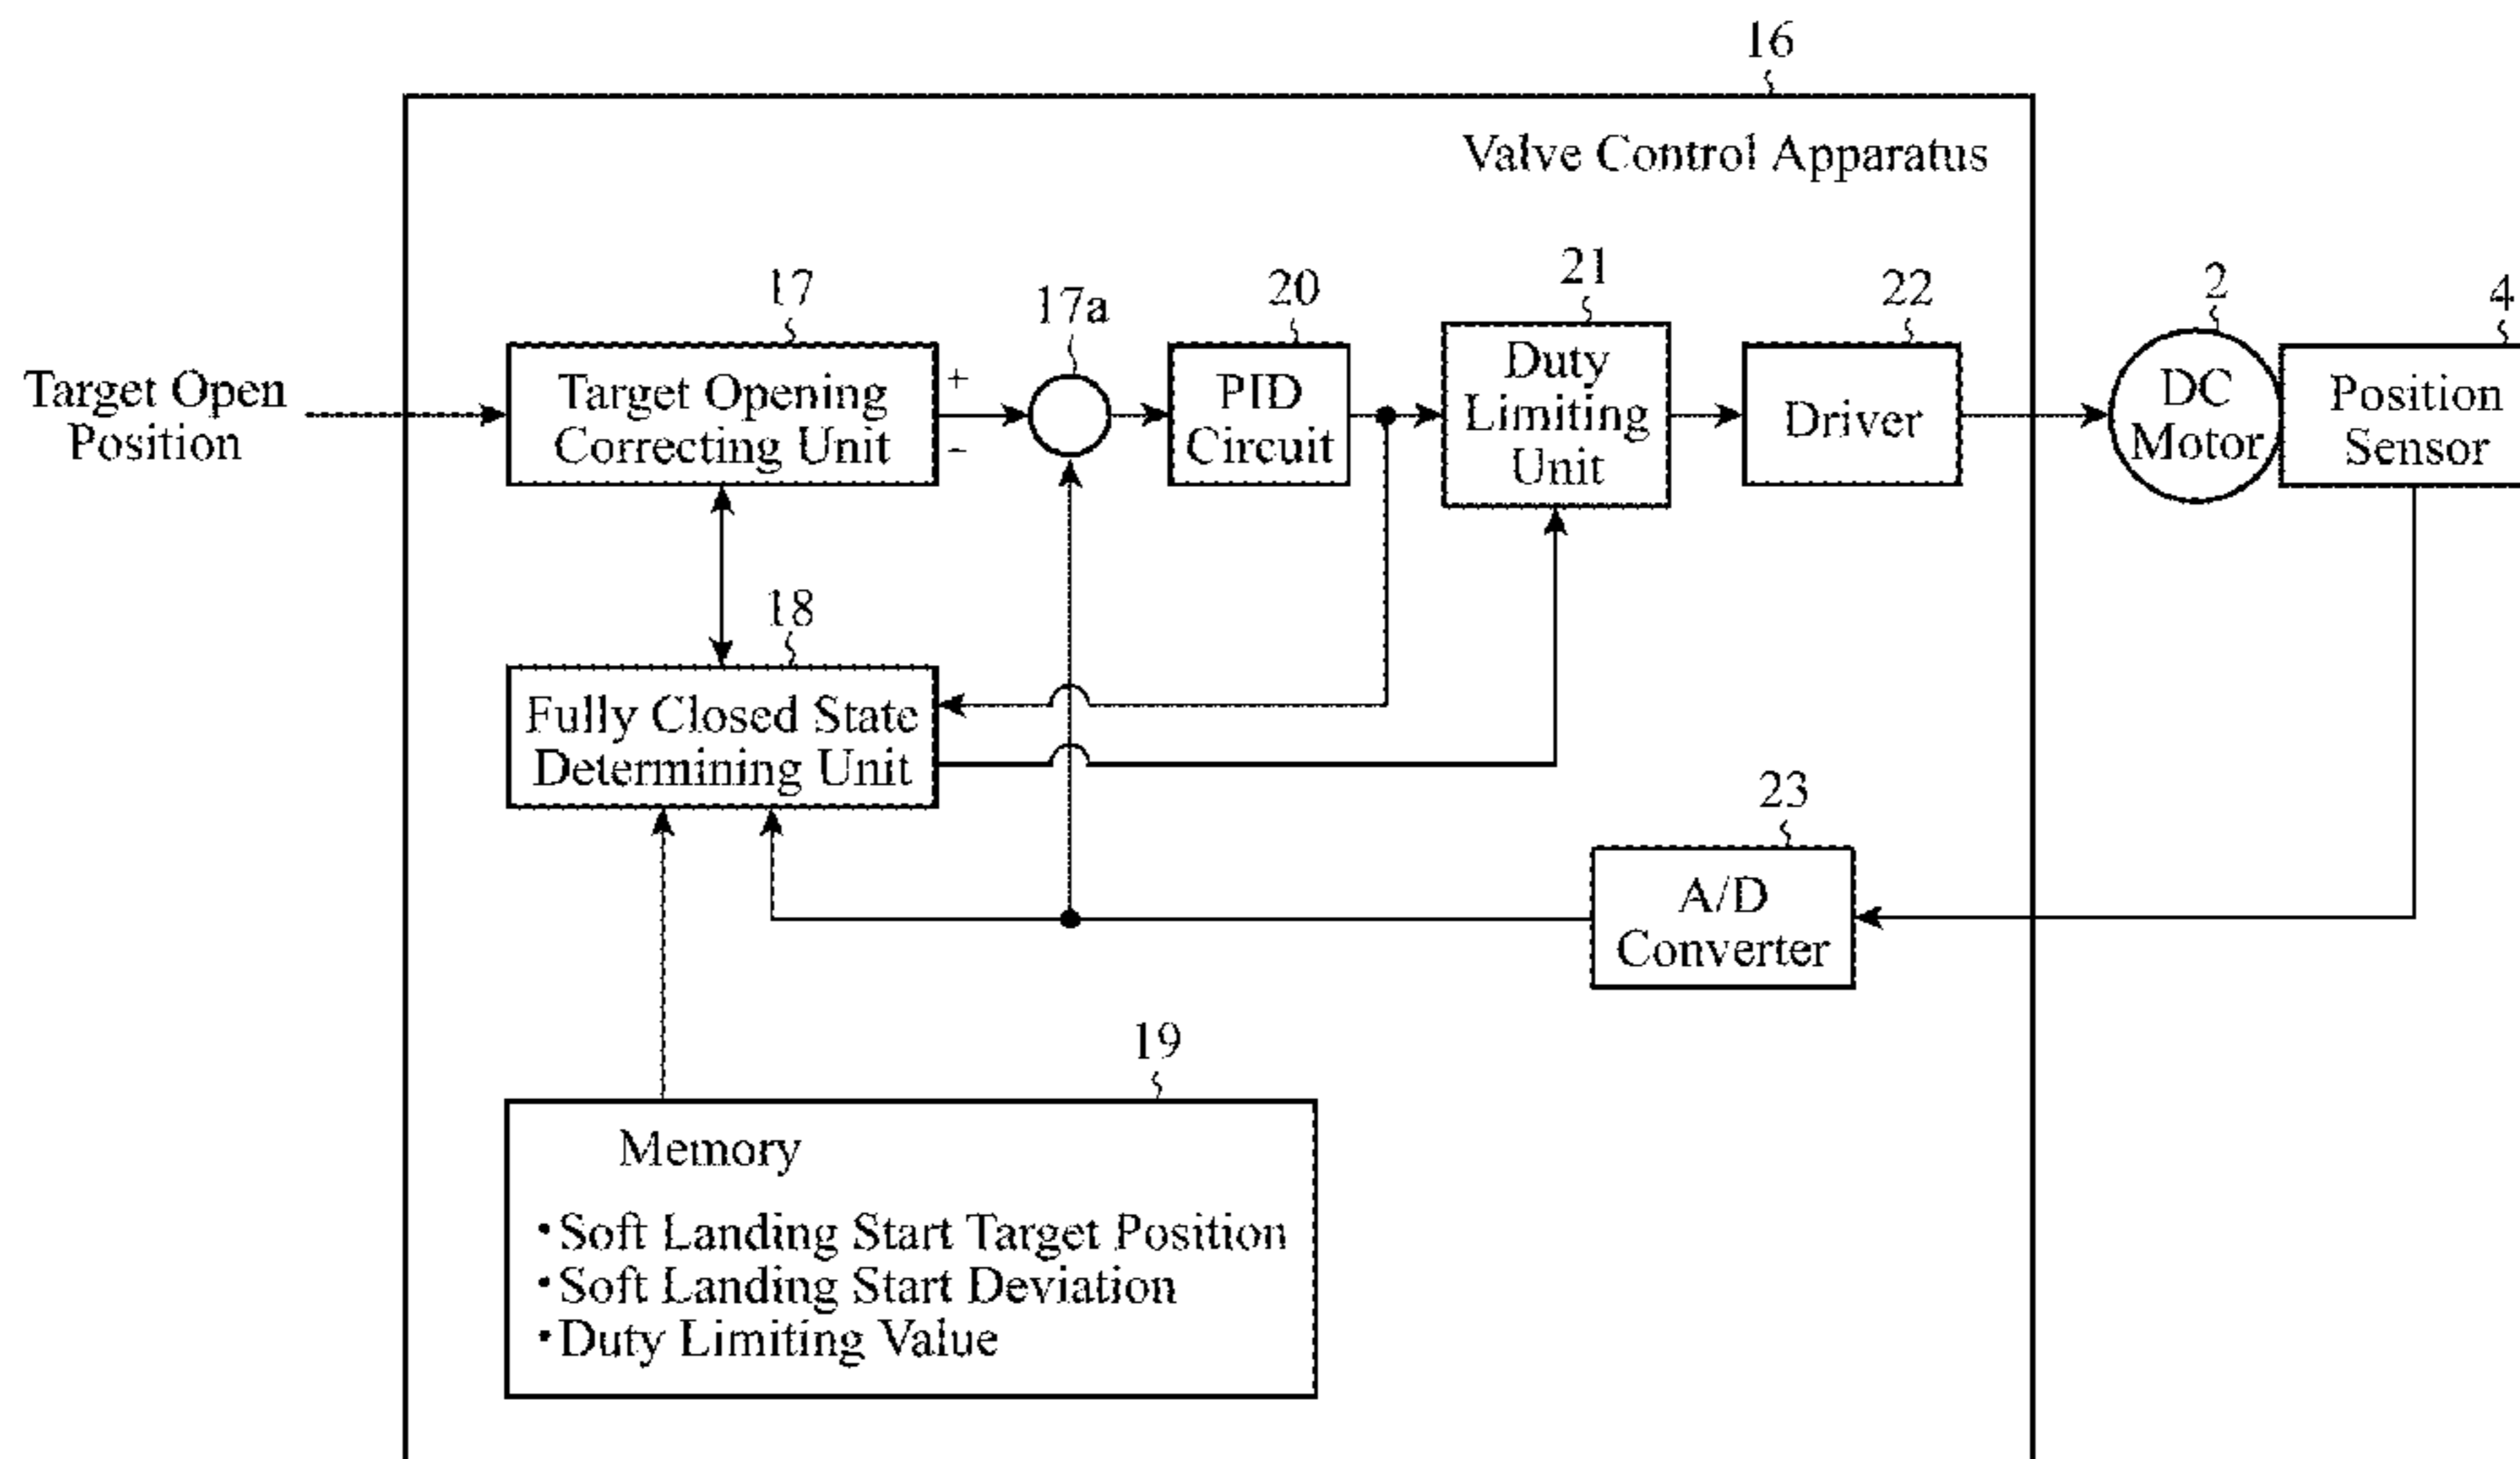 16
Valve Control Apparatus
Target Open
Position
17
Target Opening
Correcting Unit
+
-
17a
20
PID
Circuit
21
Duty
Limiting
Unit
22
Driver
2
DC
Motor
4
Position
Sensor
18
Fully Closed State
Determining Unit
23
A/D
Converter
19
Memory
•Soft Landing Start Target Position
•Soft Landing Start Deviation
•Duty Limiting Value